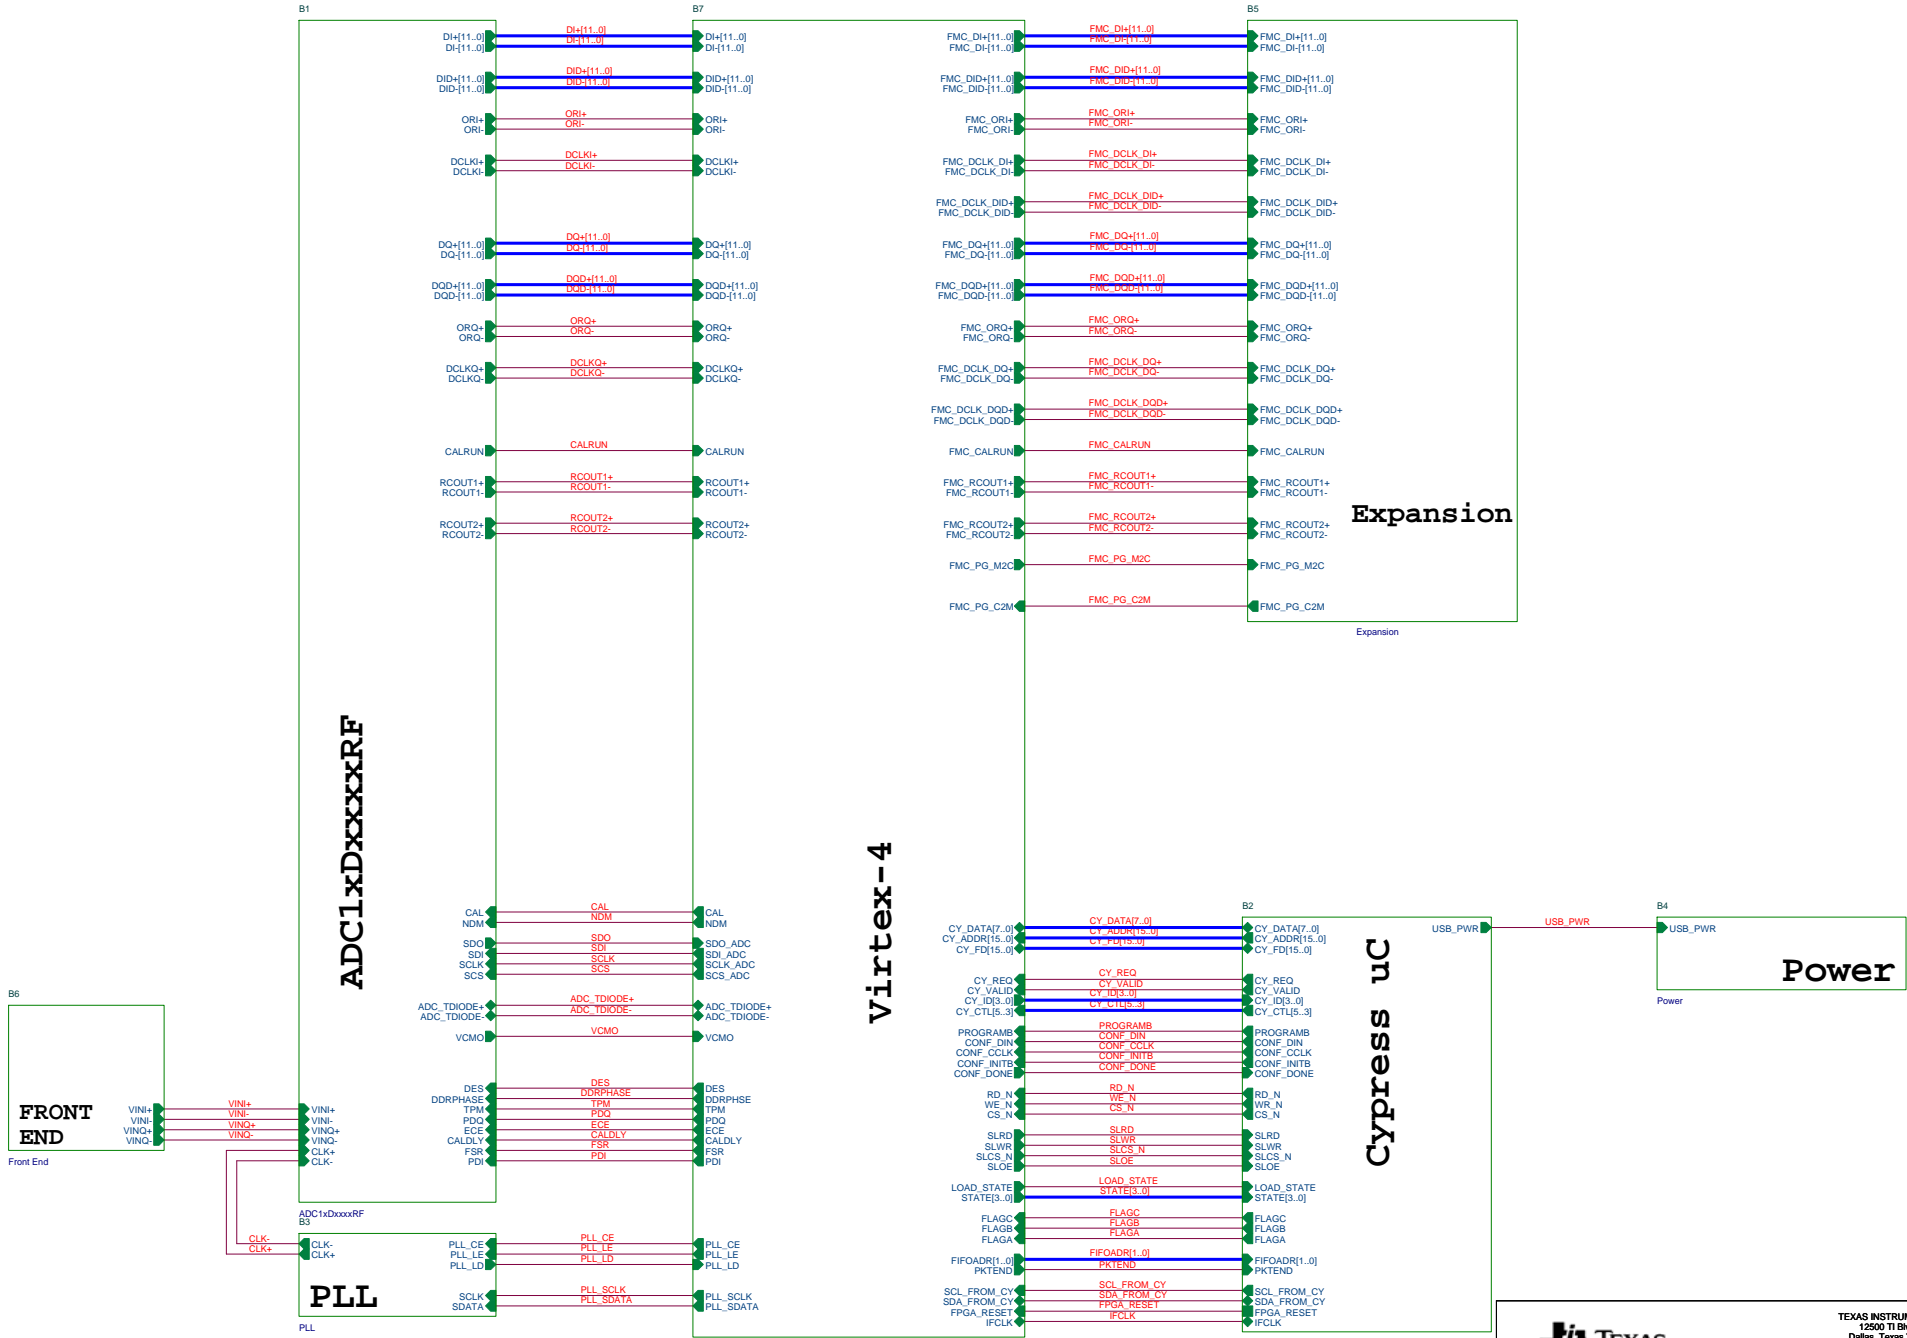 B1
DI+[11..0]
DI-[11..0]
DID+[11..0]
DID-[11..0]
ORI+
ORI-
DCLKI+
DCLKI-
DQ+[11..0]
DQ-[11..0]
DQD+[11..0]
DQD-[11..0]
ORQ+
ORQ-
DCLKQ+
DCLKQ-
CALRUN
RCOUT1+
RCOUT1-
RCOUT2+
RCOUT2-
ADC1xDxxxxRF
CAL
NDM
SDO
SDI
SCLK
SCS
ADC_TDIODE+
ADC_TDIODE-
VCMO
DES
DDRPHASE
TPM
PDQ
ECE
CALDLY
FSR
PDI
VINI+
VINI-
VINQ+
VINQ-
CLK+
CLK-
ADC1xDxxxxRF
DI+[11..0]
DI-[11..0]
DID+[11..0]
DID-[11..0]
ORI+
ORI-
DCLKI+
DCLKI-
DQ+[11..0]
DQ-[11..0]
DQD+[11..0]
DQD-[11..0]
ORQ+
ORQ-
DCLKQ+
DCLKQ-
CALRUN
RCOUT1+
RCOUT1-
RCOUT2+
RCOUT2-
CAL
NDM
SDO
SDI
SCLK
SCS
ADC_TDIODE+
ADC_TDIODE-
VCMO
DES
DDRPHASE
TPM
PDQ
ECE
CALDLY
FSR
PDI
PLL_CE
PLL_LE
PLL_LD
PLL_SCLK
PLL_SDATA
B7
DI+[11..0]
DI-[11..0]
DID+[11..0]
DID-[11..0]
ORI+
ORI-
DCLKI+
DCLKI-
DQ+[11..0]
DQ-[11..0]
DQD+[11..0]
DQD-[11..0]
ORQ+
ORQ-
DCLKQ+
DCLKQ-
CALRUN
RCOUT1+
RCOUT1-
RCOUT2+
RCOUT2-
CAL
NDM
SDO_ADC
SDI_ADC
SCLK_ADC
SCS_ADC
ADC_TDIODE+
ADC_TDIODE-
VCMO
DES
DDRPHSE
TPM
PDQ
ECE
CALDLY
FSR
PDI
PLL_CE
PLL_LE
PLL_LD
PLL_SCLK
PLL_SDATA
Virtex-4
FMC_DI+[11..0]
FMC_DI-[11..0]
FMC_DID+[11..0]
FMC_DID-[11..0]
FMC_ORI+
FMC_ORI-
FMC_DCLK_DI+
FMC_DCLK_DI-
FMC_DCLK_DID+
FMC_DCLK_DID-
FMC_DQ+[11..0]
FMC_DQ-[11..0]
FMC_DQD+[11..0]
FMC_DQD-[11..0]
FMC_ORQ+
FMC_ORQ-
FMC_DCLK_DQ+
FMC_DCLK_DQ-
FMC_DCLK_DQD+
FMC_DCLK_DQD-
FMC_CALRUN
FMC_RCOUT1+
FMC_RCOUT1-
FMC_RCOUT2+
FMC_RCOUT2-
FMC_PG_M2C
FMC_PG_C2M
CY_DATA[7..0]
CY_ADDR[15..0]
CY_FD[15..0]
CY_REQ
CY_VALID
CY_ID[3..0]
CY_CTL[5..3]
PROGRAMB
CONF_DIN
CONF_CCLK
CONF_INITB
CONF_DONE
RD_N
WE_N
CS_N
SLRD
SLWR
SLCS_N
SLOE
LOAD_STATE
STATE[3..0]
FLAGC
FLAGB
FLAGA
FIFOADR[1..0]
PKTEND
SCL_FROM_CY
SDA_FROM_CY
FPGA_RESET
IFCLK
FMC_DI+[11..0]
FMC_DI-[11..0]
FMC_DID+[11..0]
FMC_DID-[11..0]
FMC_ORI+
FMC_ORI-
FMC_DCLK_DI+
FMC_DCLK_DI-
FMC_DCLK_DID+
FMC_DCLK_DID-
FMC_DQ+[11..0]
FMC_DQ-[11..0]
FMC_DQD+[11..0]
FMC_DQD-[11..0]
FMC_ORQ+
FMC_ORQ-
FMC_DCLK_DQ+
FMC_DCLK_DQ-
FMC_DCLK_DQD+
FMC_DCLK_DQD-
FMC_CALRUN
FMC_RCOUT1+
FMC_RCOUT1-
FMC_RCOUT2+
FMC_RCOUT2-
FMC_PG_M2C
FMC_PG_C2M
CY_DATA[7..0]
CY_ADDR[15..0]
CY_FD[15..0]
CY_REQ
CY_VALID
CY_ID[3..0]
CY_CTL[5..3]
PROGRAMB
CONF_DIN
CONF_CCLK
CONF_INITB
CONF_DONE
RD_N
WE_N
CS_N
SLRD
SLWR
SLCS_N
SLOE
LOAD_STATE
STATE[3..0]
FLAGC
FLAGB
FLAGA
FIFOADR[1..0]
PKTEND
SCL_FROM_CY
SDA_FROM_CY
FPGA_RESET
IFCLK
B5
FMC_DI+[11..0]
FMC_DI-[11..0]
FMC_DID+[11..0]
FMC_DID-[11..0]
FMC_ORI+
FMC_ORI-
FMC_DCLK_DI+
FMC_DCLK_DI-
FMC_DCLK_DID+
FMC_DCLK_DID-
FMC_DQ+[11..0]
FMC_DQ-[11..0]
FMC_DQD+[11..0]
FMC_DQD-[11..0]
FMC_ORQ+
FMC_ORQ-
FMC_DCLK_DQ+
FMC_DCLK_DQ-
FMC_DCLK_DQD+
FMC_DCLK_DQD-
FMC_CALRUN
FMC_RCOUT1+
FMC_RCOUT1-
FMC_RCOUT2+
FMC_RCOUT2-
FMC_PG_M2C
FMC_PG_C2M
Expansion
Expansion
B2
CY_DATA[7..0]
CY_ADDR[15..0]
CY_FD[15..0]
CY_REQ
CY_VALID
CY_ID[3..0]
CY_CTL[5..3]
PROGRAMB
CONF_DIN
CONF_CCLK
CONF_INITB
CONF_DONE
RD_N
WR_N
CS_N
SLRD
SLWR
SLCS_N
SLOE
LOAD_STATE
STATE[3..0]
FLAGC
FLAGB
FLAGA
FIFOADR[1..0]
PKTEND
SCL_FROM_CY
SDA_FROM_CY
FPGA_RESET
IFCLK
Cypress uC
USB_PWR
USB_PWR
B4
USB_PWR
Power
Power
B6
FRONT
END
VINI+
VINI-
VINQ+
VINQ-
Front End
VINI+
VINI-
VINQ+
VINQ-
CLK-
CLK+
B3
CLK-
CLK+
PLL_CE
PLL_LE
PLL_LD
SCLK
SDATA
PLL
PLL
TEXAS
TEXAS INSTRUM
12500 TI Bl
Dallas, Texas